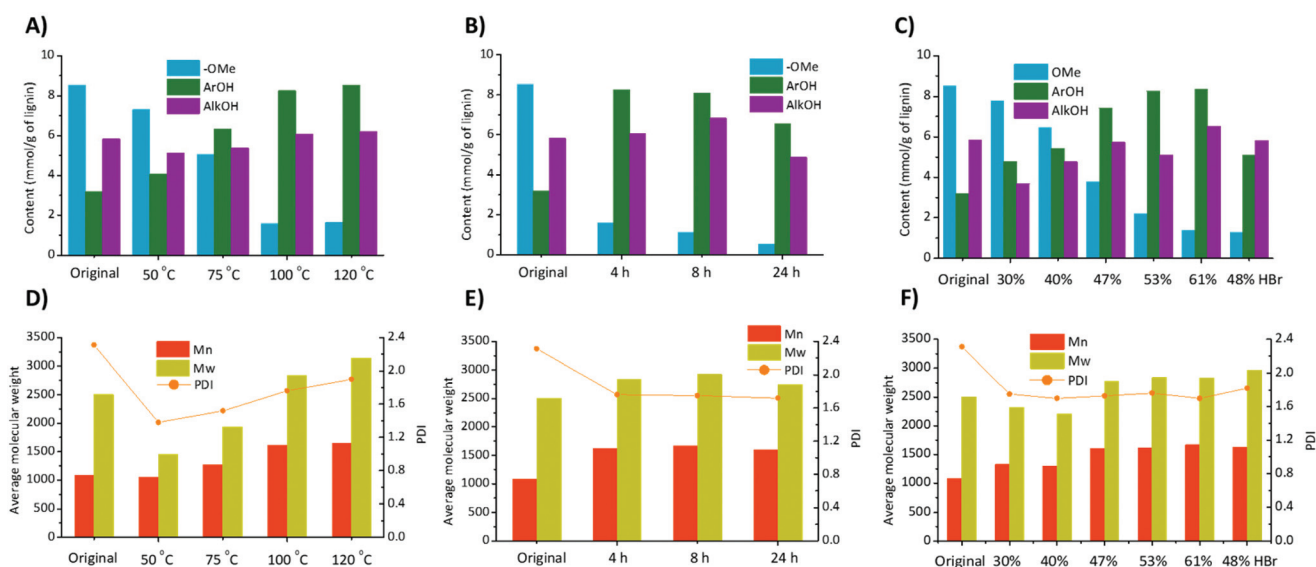 A)
Content (mmol/g of lignin)
10
8
6
4
2
0
-OMe
ArOH
AlkOH
Original 50 °C 75 °C 100 °C 120 °C
B)
Content (mmol/g of lignin)
10
8
6
4
2
0
-OMe
ArOH
AlkOH
Original 4 h 8 h 24 h
C)
Content (mmol/g of lignin)
10
8
6
4
2
0
OMe
ArOH
AlkOH
Original 30% 40% 47% 53% 61% 48% HBr
D)
Average molecular weight
3500
3000
2500
2000
1500
1000
500
0
Mn
Mw
PDI
2.4
2.0
1.6
1.2
0.8
0.4
0.0
PDI
Original 50 °C 75 °C 100 °C 120 °C
E)
Average molecular weight
3500
3000
2500
2000
1500
1000
500
0
Mn
Mw
PDI
2.4
2.0
1.6
1.2
0.8
0.4
0.0
PDI
Original 4 h 8 h 24 h
F)
Average molecular weight
3500
3000
2500
2000
1500
1000
500
0
Mn
Mw
PDI
2.4
2.0
1.6
1.2
0.8
0.4
0.0
PDI
Original 30% 40% 47% 53% 61% 48% HBr